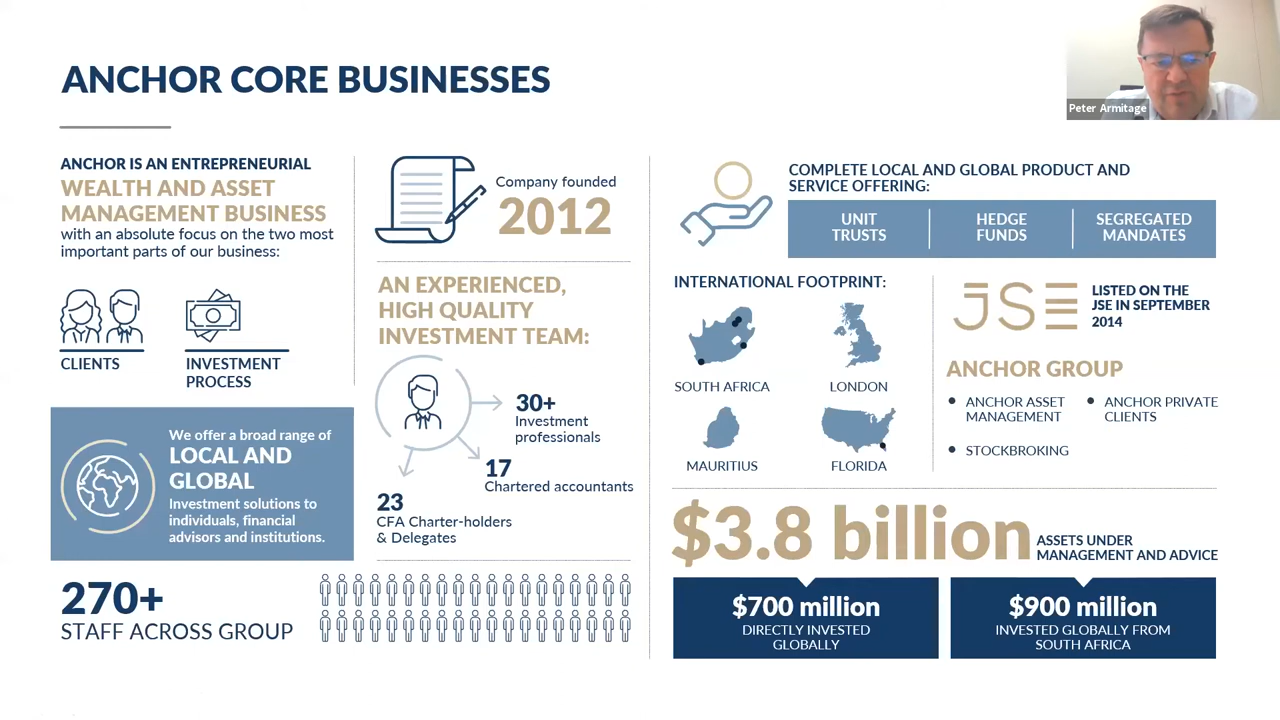 ANCHOR CORE BUSINESSES
Peter Armitage
ANCHOR IS AN ENTREPRENEURIAL
WEALTH AND ASSET
MANAGEMENT BUSINESS
with an absolute focus on the two most
important parts of our business:
CLIENTS
INVESTMENT
PROCESS
We offer a broad range of
LOCAL AND
GLOBAL
Investment solutions to
individuals, financial
advisors and institutions.
270+
STAFF ACROSS GROUP
Company founded
2012
AN EXPERIENCED,
HIGH QUALITY
INVESTMENT TEAM:
30+
Investment
professionals
17
Chartered accountants
23
CFA Charter-holders
& Delegates
COMPLETE LOCAL AND GLOBAL PRODUCT AND
SERVICE OFFERING:
UNIT
TRUSTS
HEDGE
FUNDS
SEGREGATED
MANDATES
INTERNATIONAL FOOTPRINT:
SOUTH AFRICA
LONDON
MAURITIUS
FLORIDA
JSE
LISTED ON THE
JSE IN SEPTEMBER
2014
ANCHOR GROUP
• ANCHOR ASSET
MANAGEMENT
• ANCHOR PRIVATE
CLIENTS
• STOCKBROKING
$3.8 billion
ASSETS UNDER
MANAGEMENT AND ADVICE
$700 million
DIRECTLY INVESTED
GLOBALLY
$900 million
INVESTED GLOBALLY FROM
SOUTH AFRICA